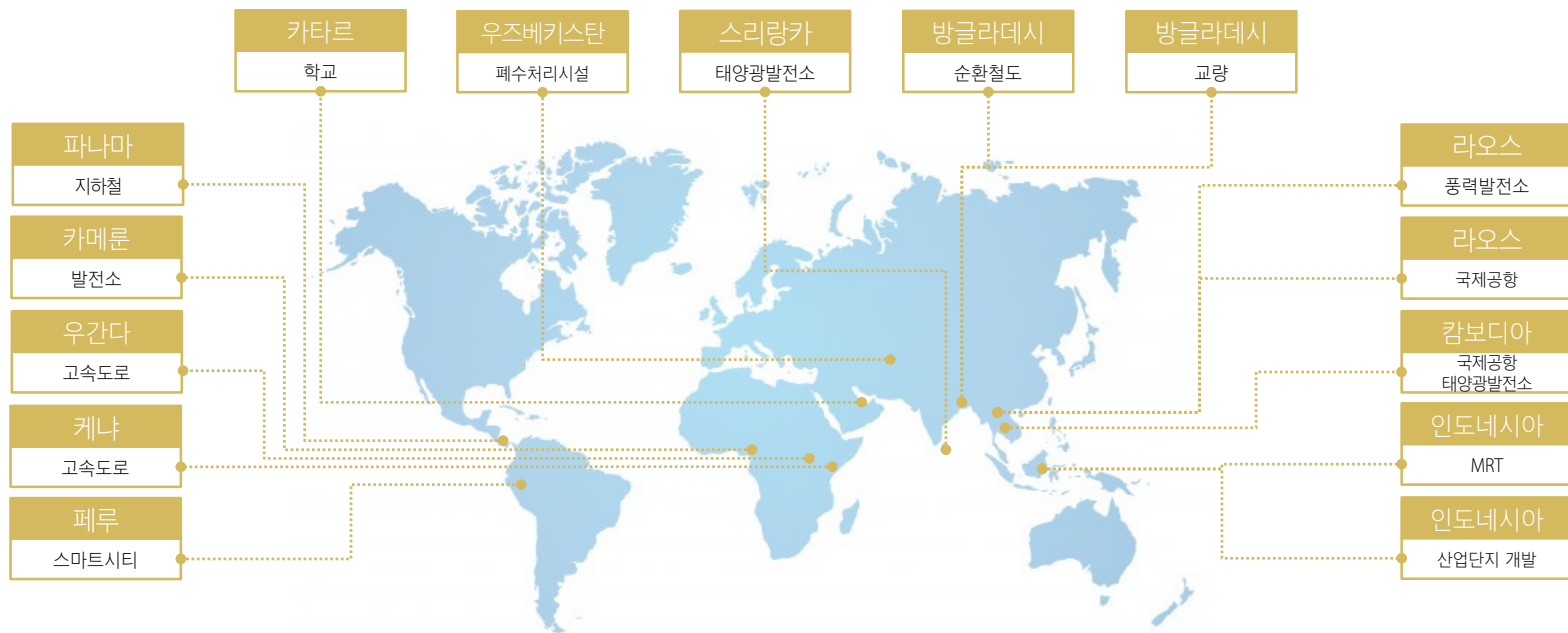 카타르
학교
우즈베키스탄
폐수처리시설
스리랑카
태양광발전소
방글라데시
순환철도
방글라데시
교량
파나마
지하철
카메룬
발전소
우간다
고속도로
케냐
고속도로
페루
스마트시티
라오스
풍력발전소
라오스
국제공항
캄보디아
국제공항
태양광발전소
인도네시아
MRT
인도네시아
산업단지 개발